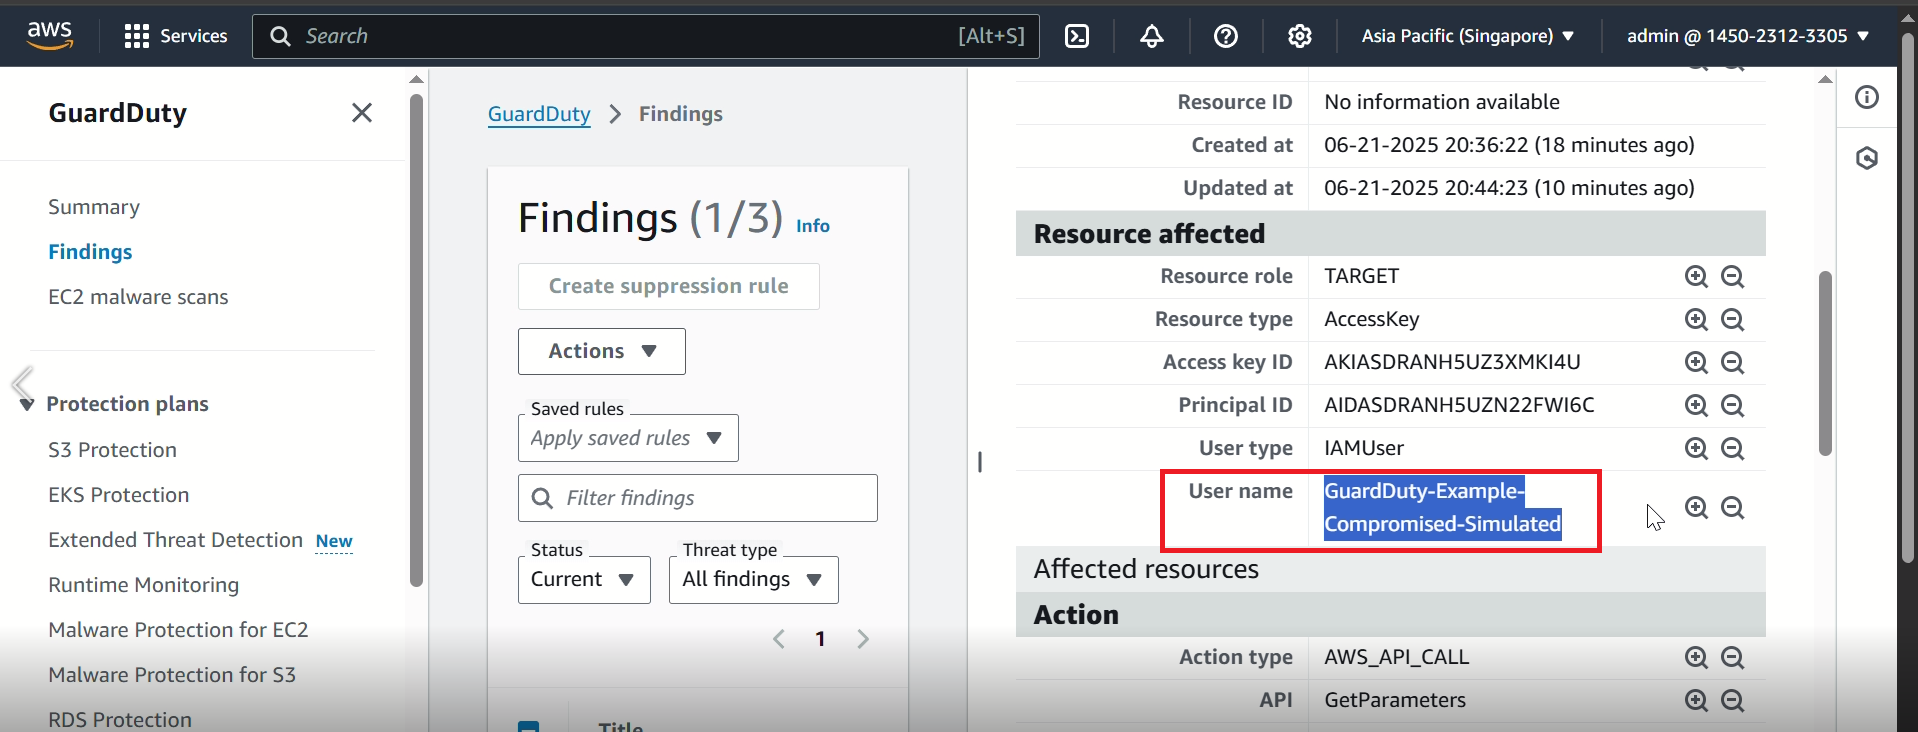 aws
Services
Search [Alt+S]
Asia Pacific (Singapore)
admin @ 1450-2312-3305
GuardDuty
Summary
Findings
EC2 malware scans
Protection plans
S3 Protection
EKS Protection
Extended Threat Detection New
Runtime Monitoring
Malware Protection for EC2
Malware Protection for S3
RDS Protection
GuardDuty > Findings
Findings (1/3) Info
Create suppression rule
Actions
Saved rules
Apply saved rules
Filter findings
Status
Current
Threat type
All findings
1
Title
Resource ID No information available
Created at 06-21-2025 20:36:22 (18 minutes ago)
Updated at 06-21-2025 20:44:23 (10 minutes ago)
Resource affected
Resource role TARGET
Resource type AccessKey
Access key ID AKIASDRANH5UZ3XMKI4U
Principal ID AIDASDRANH5UZN22FWI6C
User type IAMUser
User name GuardDuty-Example-
Compromised-Simulated
Affected resources
Action
Action type AWS_API_CALL
API GetParameters